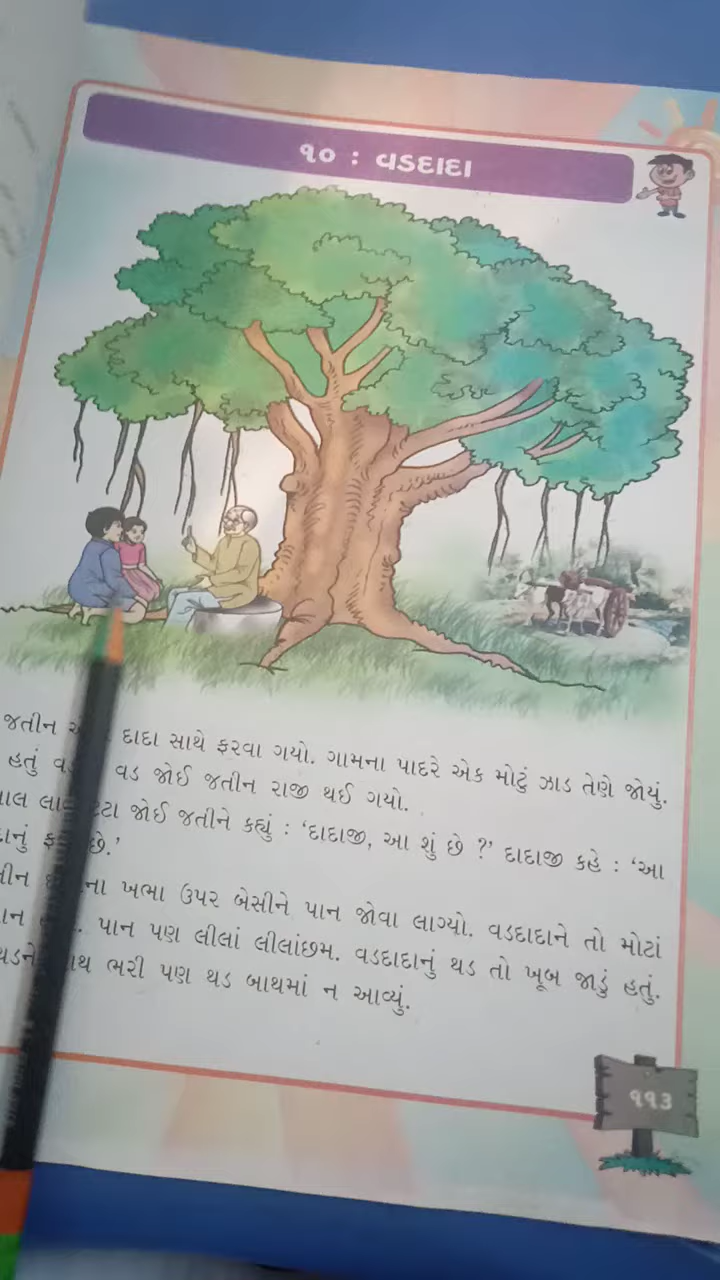 ૧૦ : વડદાદા
જતીન દાદા સાથે ફરવા ગયો. ગામના પાદરે એક મોટું ઝાડ તેણે જોયું.
હતું વડ જોઈ જતીન રાજી થઈ ગયો.
જોઈ જતીને કહ્યું : ‘દાદાજી, આ શું છે ?’ દાદાજી કહે : ‘આ
છે.’
ખભા ઉપર બેસીને પાન જોવા લાગ્યો. વડદાદાને તો મોટાં
પાન પણ લીલાં લીલાંછમ. વડદાદાનું થડ તો ખૂબ જાડું હતું.
ભરી પણ થડ બાથમાં ન આવ્યું.
૧૧૩